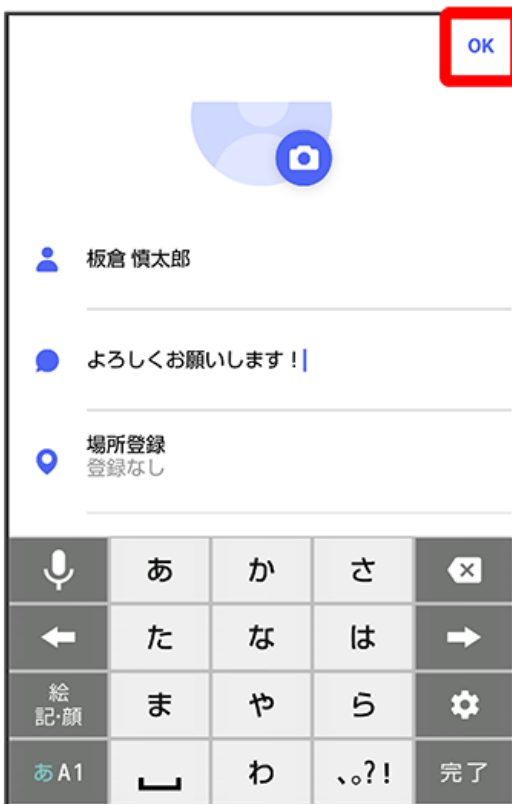 OK
板倉 慎太郎
よろしくお願いします！
場所登録
登録なし
あ か さ
た な は
絵
記・顔
ま や ら
あA1
わ 、。?! 完了